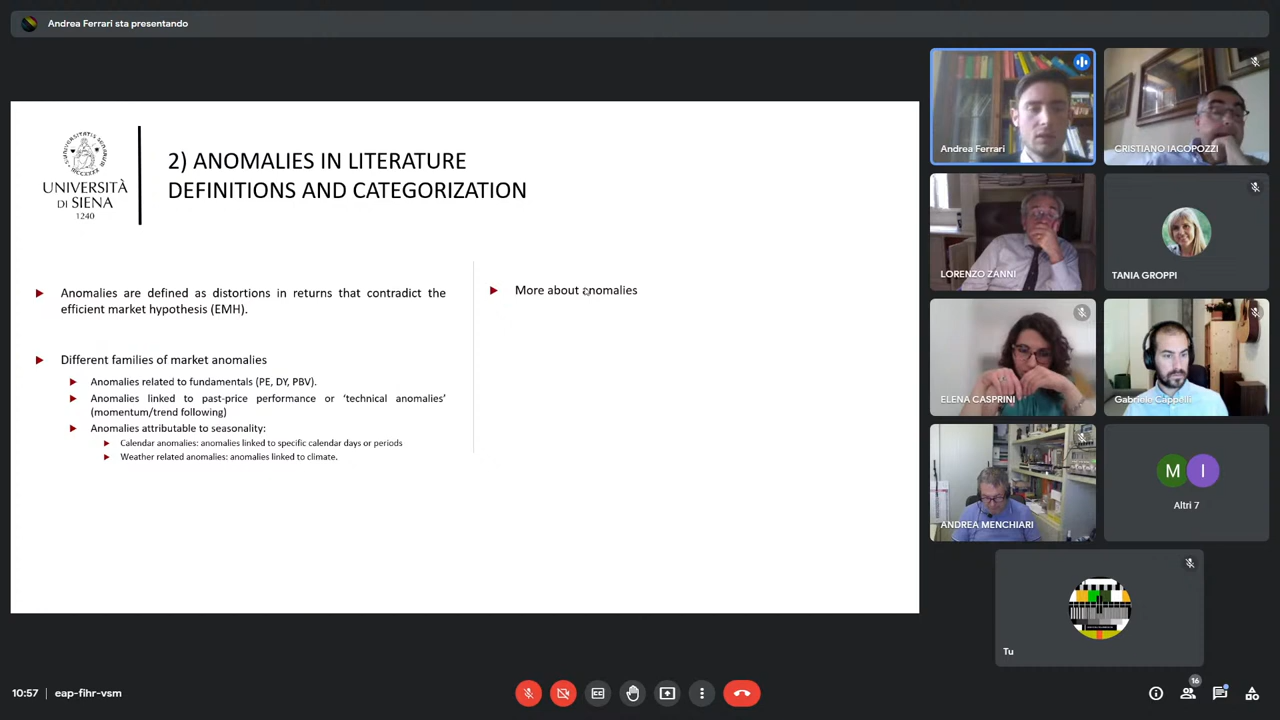 Andrea Ferrari sta presentando
UNIVERSITÀ
DI SIENA
1240
2) ANOMALIES IN LITERATURE
DEFINITIONS AND CATEGORIZATION
Anomalies are defined as distortions in returns that contradict the
efficient market hypothesis (EMH).
Different families of market anomalies
Anomalies related to fundamentals (PE, DY, PBV).
Anomalies linked to past-price performance or ‘technical anomalies’
(momentum/trend following)
Anomalies attributable to seasonality:
Calendar anomalies: anomalies linked to specific calendar days or periods
Weather related anomalies: anomalies linked to climate.
More about anomalies
Andrea Ferrari
CRISTIANO IACOPOZZI
LORENZO ZANNI
TANIA GROPPI
ELENA CASPRINI
Gabriele Cappelli
ANDREA MENCHIARI
M I
Altri 7
Tu
10:57 | eap-fihr-vsm
16